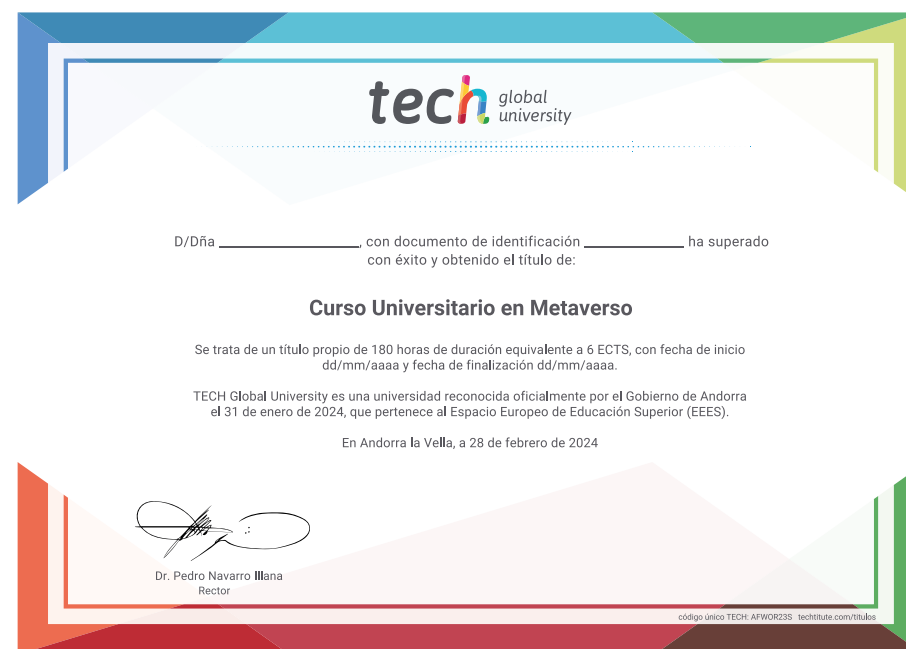 tech global
university
D/Dña ____________________, con documento de identificación ______________ ha superado
con éxito y obtenido el título de:
Curso Universitario en Metaverso
Se trata de un título propio de 180 horas de duración equivalente a 6 ECTS, con fecha de inicio
dd/mm/aaaa y fecha de finalización dd/mm/aaaa.
TECH Global University es una universidad reconocida oficialmente por el Gobierno de Andorra
el 31 de enero de 2024, que pertenece al Espacio Europeo de Educación Superior (EEES).
En Andorra la Vella, a 28 de febrero de 2024
Dr. Pedro Navarro Illana
Rector
código único TECH: AFWOR23S techtitute.com/titulos